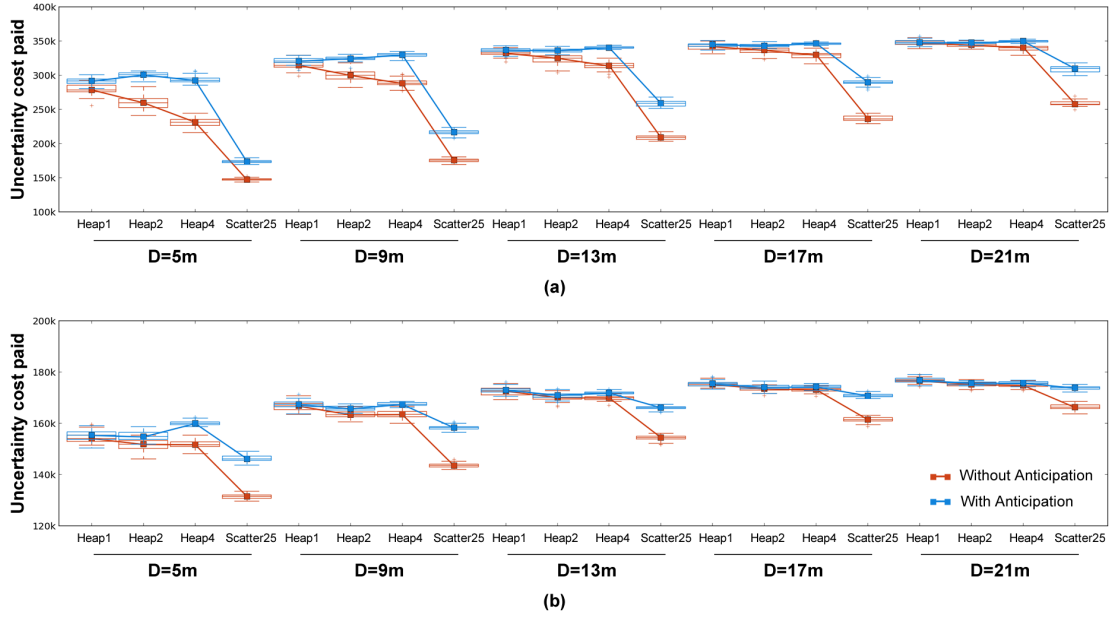 400k
350k
300k
250k
200k
150k
100k
Uncertainty cost paid
Heap1 Heap2 Heap4 Scatter25 Heap1 Heap2 Heap4 Scatter25 Heap1 Heap2 Heap4 Scatter25 Heap1 Heap2 Heap4 Scatter25 Heap1 Heap2 Heap4 Scatter25
D=5m D=9m D=13m D=17m D=21m
(a)
200k
180k
160k
140k
120k
Uncertainty cost paid
Without Anticipation
With Anticipation
Heap1 Heap2 Heap4 Scatter25 Heap1 Heap2 Heap4 Scatter25 Heap1 Heap2 Heap4 Scatter25 Heap1 Heap2 Heap4 Scatter25 Heap1 Heap2 Heap4 Scatter25
D=5m D=9m D=13m D=17m D=21m
(b)